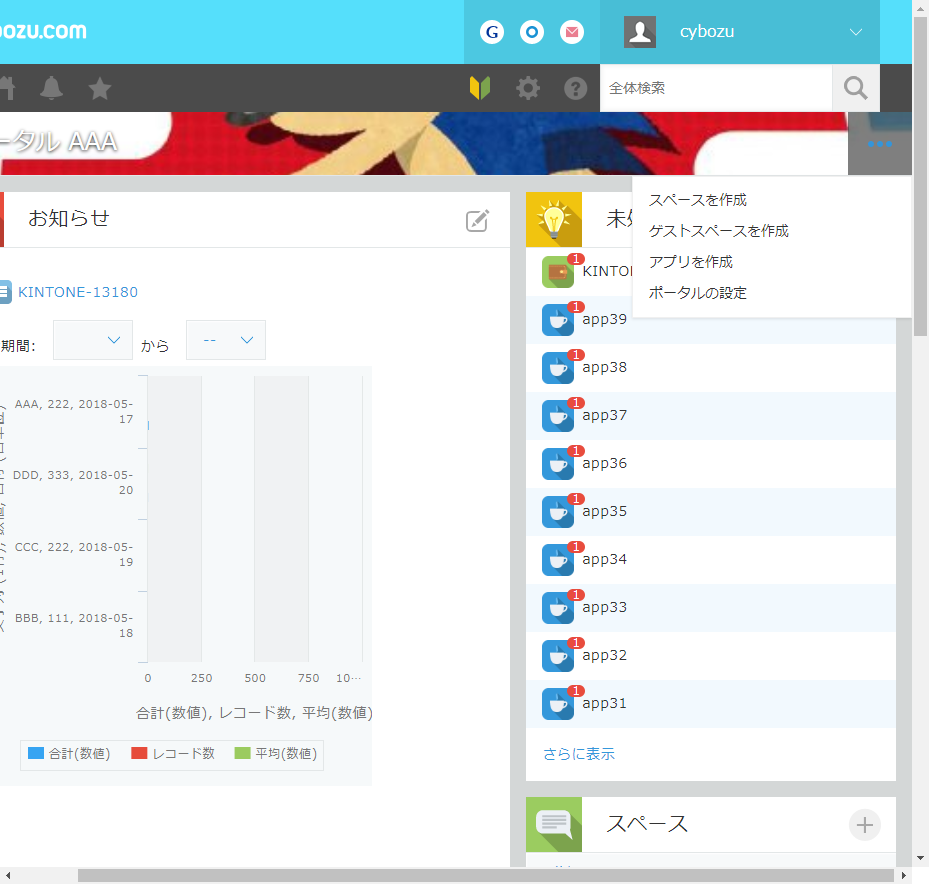 bozu.com
G
cybozu
全体検索
ータル AAA
スペースを作成
ゲストスペースを作成
アプリを作成
ポータルの設定
お知らせ
KINTONE-13180
期間:
から
--
AAA, 222, 2018-05-
17
DDD, 333, 2018-05-
20
CCC, 222, 2018-05-
19
BBB, 111, 2018-05-
18
0
250
500
750
10…
合計(数値), レコード数, 平均(数値)
合計(数値)
レコード数
平均(数値)
未
1
KINTO
1
app39
1
app38
1
app37
1
app36
1
app35
1
app34
1
app33
1
app32
1
app31
さらに表示
スペース